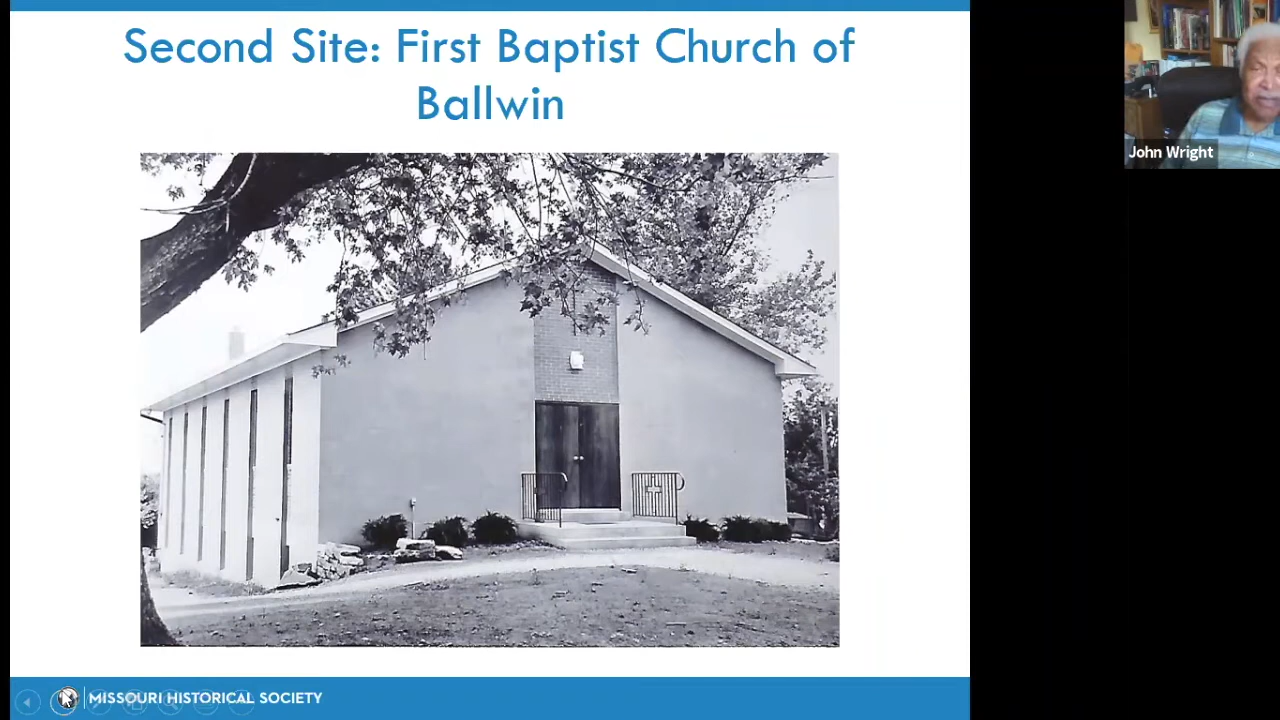 Second Site: First Baptist Church of
Ballwin
John Wright
MISSOURI HISTORICAL SOCIETY